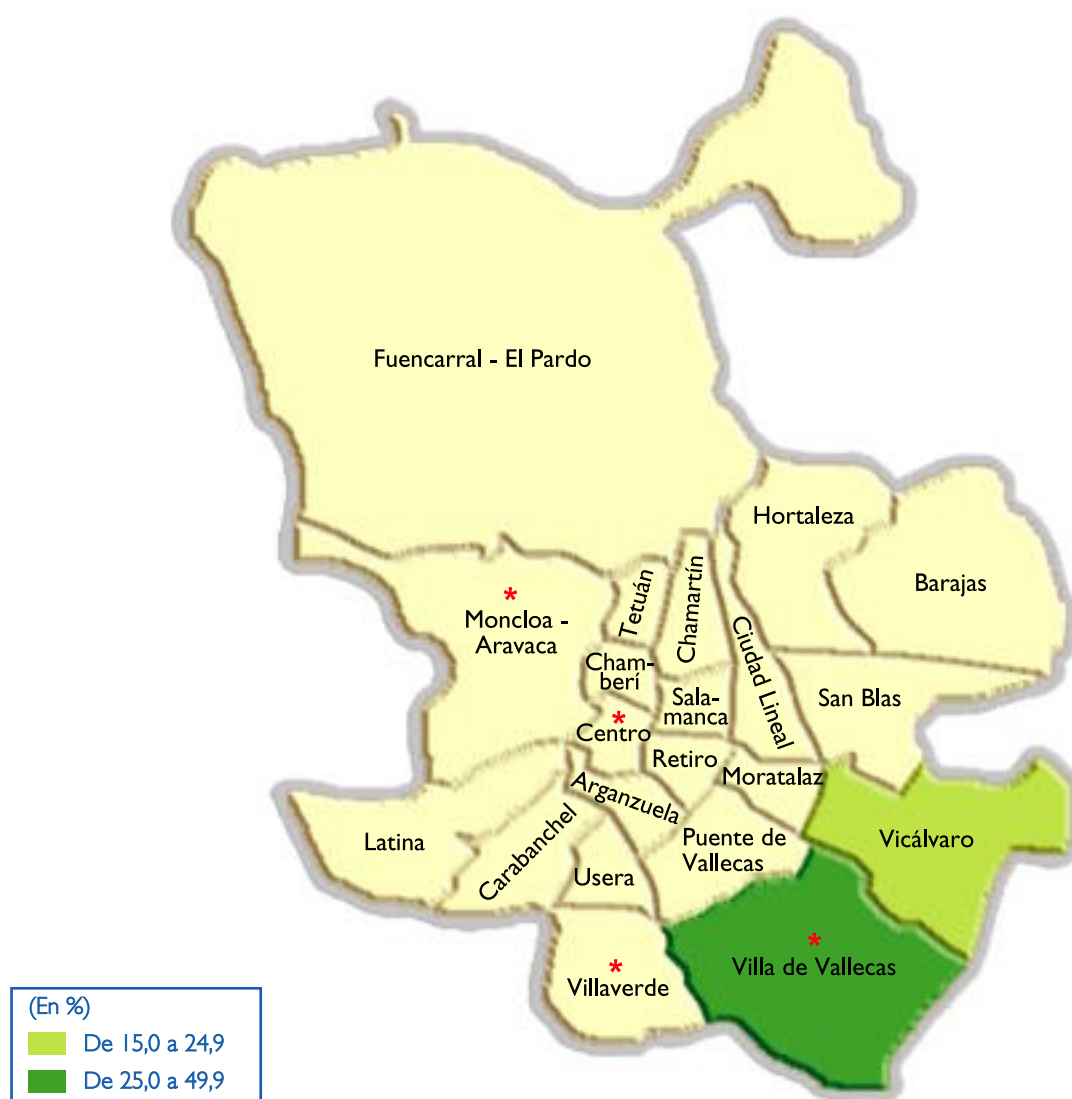 Fuencarral - El Pardo
Hortaleza
Barajas
*
Moncloa -
Aravaca
Tetuán
Chamartín
Ciudad Lineal
Cham-
berí
Sala-
manca
San Blas
*
Centro
Retiro
Moratalaz
Arganzuela
Latina
Carabanchel
Usera
Puente de
Vallecas
Vicálvaro
*
Villa de Vallecas
*
Villaverde
(En %)
De 15,0 a 24,9
De 25,0 a 49,9